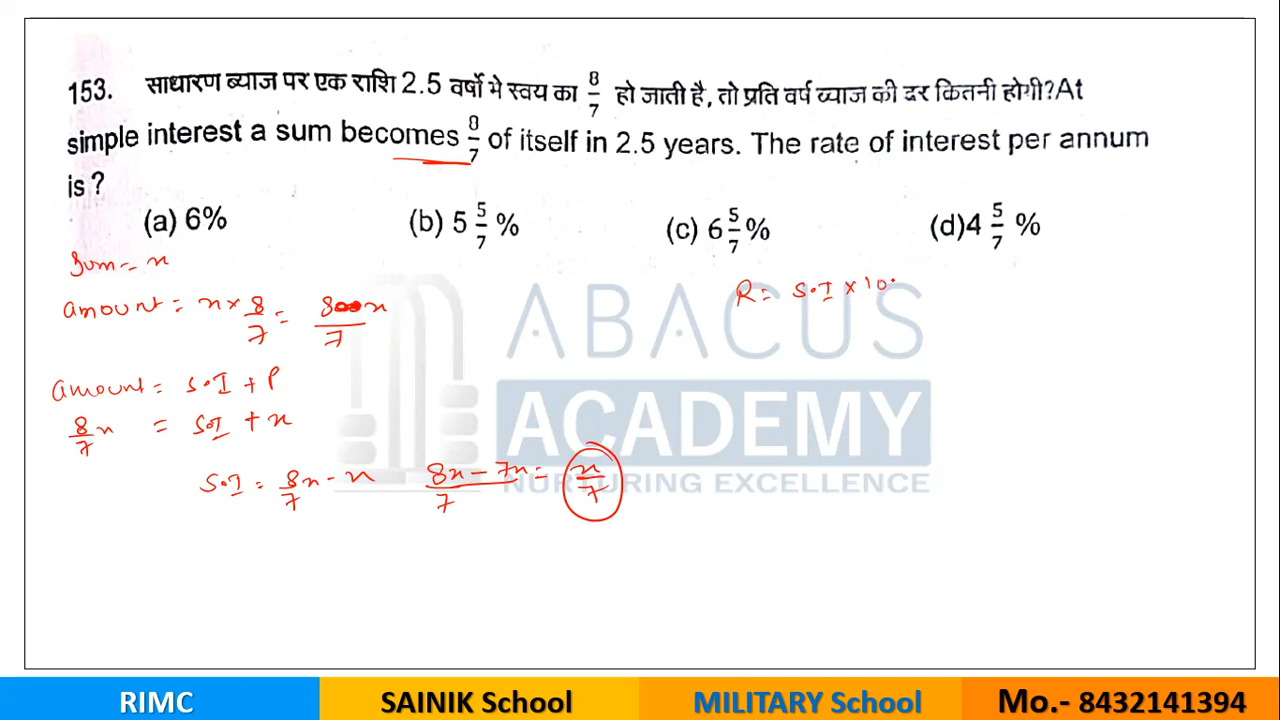 153. साधारण ब्याज पर एक राशि 2.5 वर्षो मे स्वय का 8/7 हो जाती है, तो प्रति वर्ष ब्याज की दर कितनी होगी? At
simple interest a sum becomes 8/7 of itself in 2.5 years. The rate of interest per annum
is ?
(a) 6% (b) 5 5/7 % (c) 6 5/7 % (d) 4 5/7 %
Sum = x
amount = x × 8/7 = 8x/7
R = S.I × 10
amount = S.I + P
8/7 x = S.I + x
S.I = 8/7 x - x 8x - 7x/7 = x/7
ABACUS
ACADEMY
NURTURING EXCELLENCE
RIMC SAINIK School MILITARY School Mo.- 8432141394